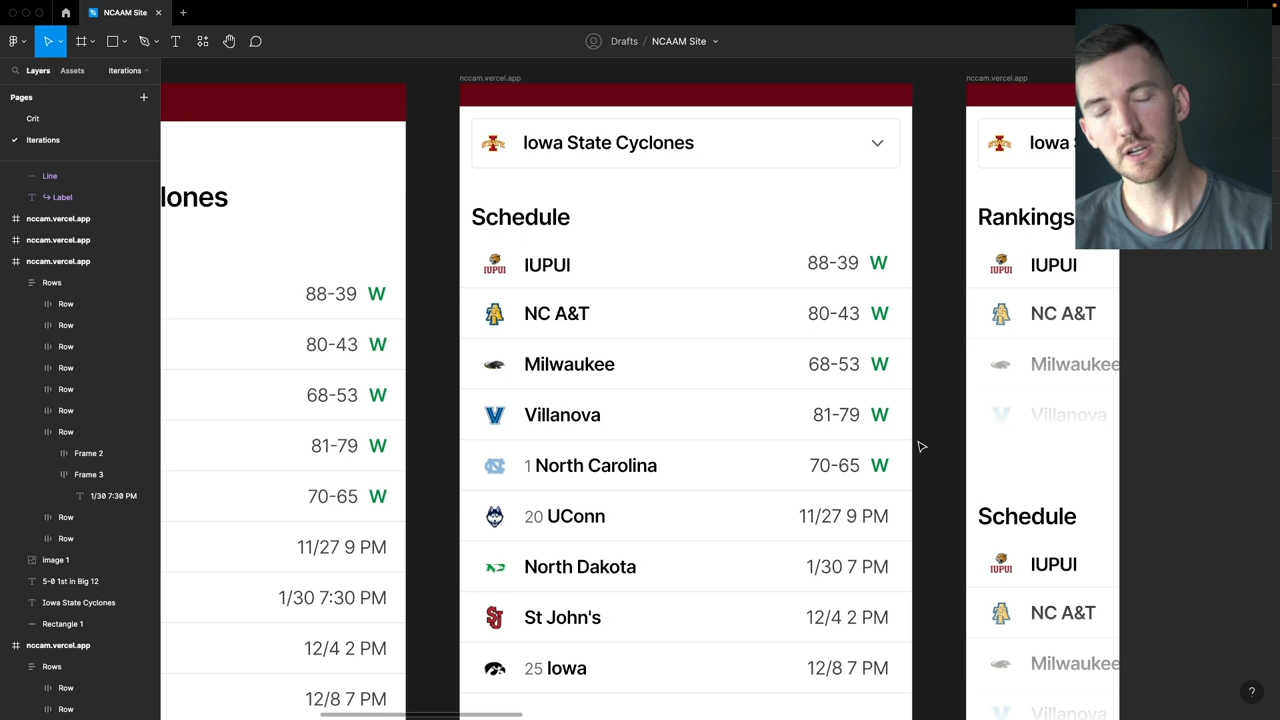 NCAAM Site
Drafts / NCAAM Site
Layers Assets Iterations
Pages
Crit
Iterations
Line
Label
nccam.vercel.app
nccam.vercel.app
nccam.vercel.app
Rows
Row
Row
Row
Row
Row
Row
Row
Frame 2
Frame 3
1/30 7:30 PM
Row
Row
image 1
5-0 1st in Big 12
Iowa State Cyclones
Rectangle 1
nccam.vercel.app
Rows
Row
Row
lones
88-39 W
80-43 W
68-53 W
81-79 W
70-65 W
11/27 9 PM
1/30 7:30 PM
12/4 2 PM
12/8 7 PM
nccam.vercel.app
Iowa State Cyclones
Schedule
IUPUI IUPUI 88-39 W
NC A&T 80-43 W
Milwaukee 68-53 W
Villanova 81-79 W
1 North Carolina 70-65 W
20 UConn 11/27 9 PM
North Dakota 1/30 7 PM
St John's 12/4 2 PM
25 Iowa 12/8 7 PM
nccam.vercel.app
Iowa
Rankings
IUPUI IUPUI
NC A&T
Milwaukee
Villanova
Schedule
IUPUI IUPUI
NC A&T
Milwaukee
Villanova
?